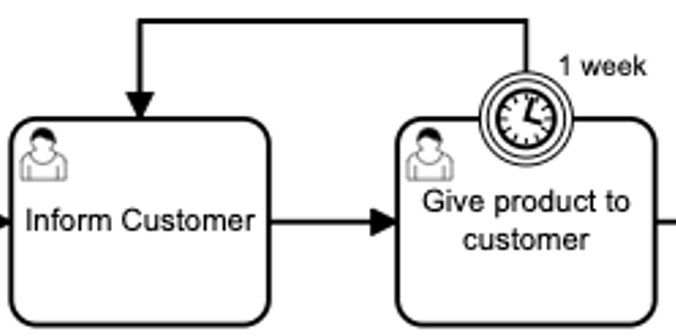 1 week
Inform Customer
Give product to
customer